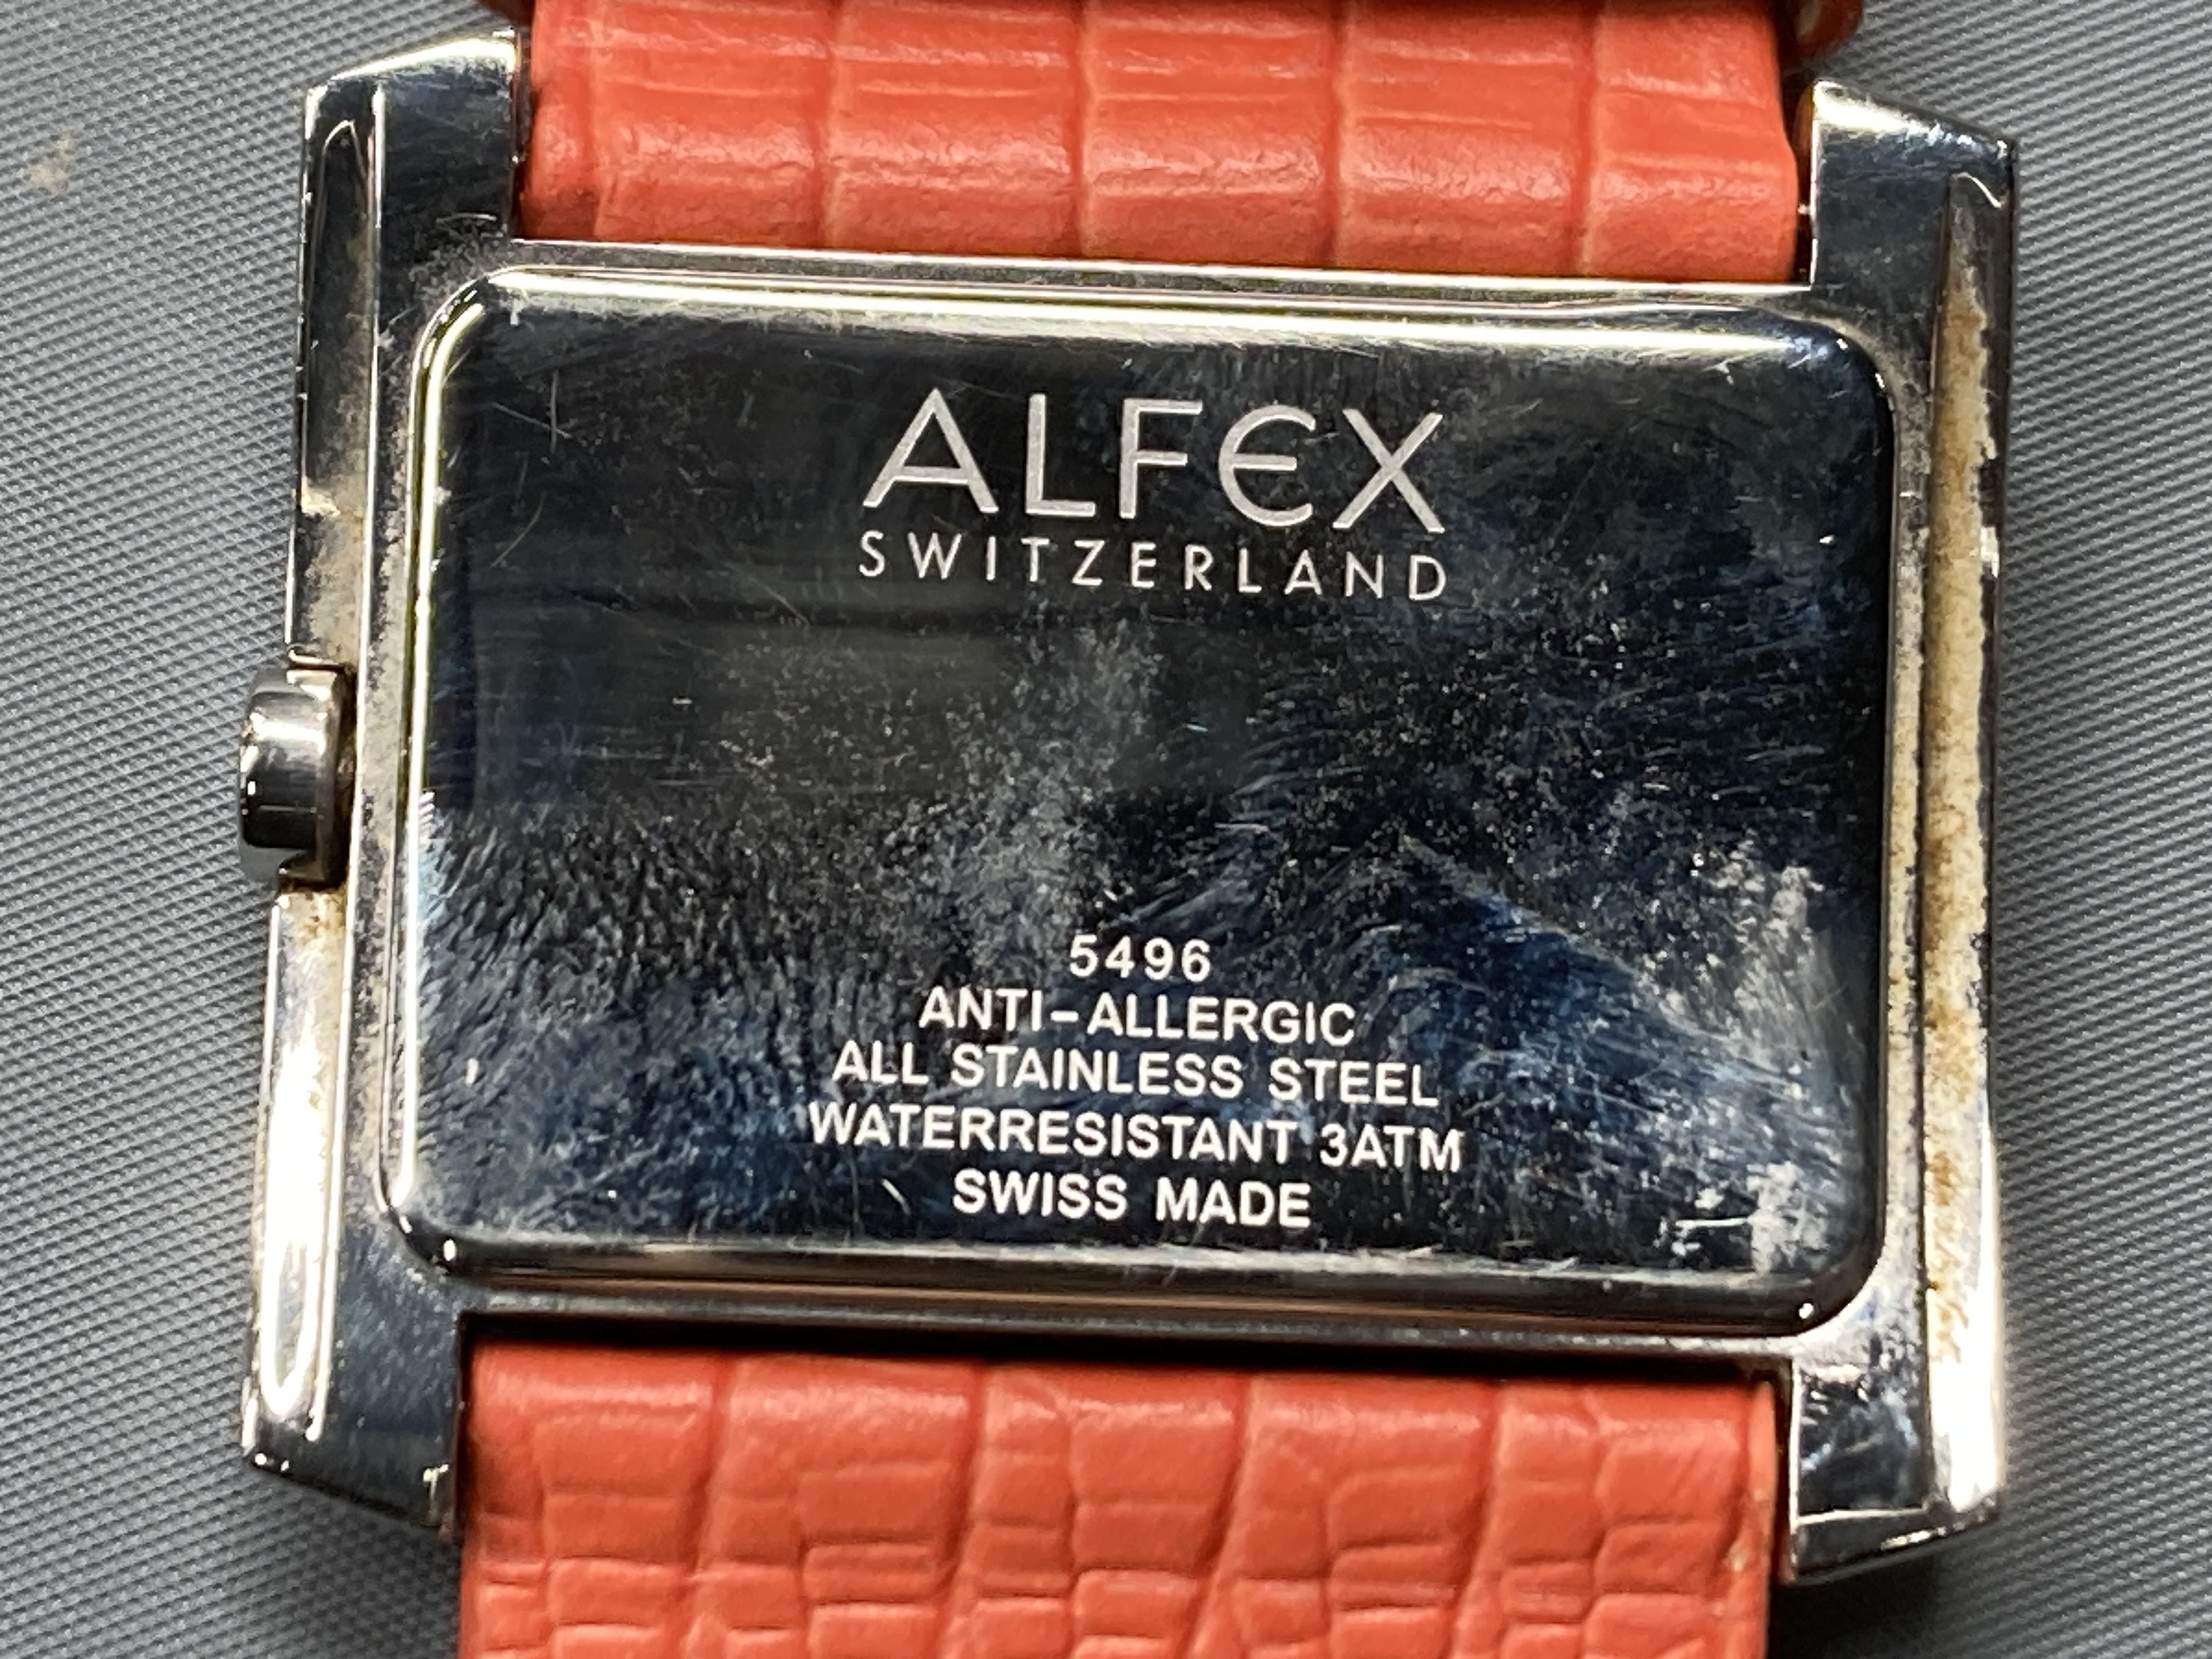 ALFEX
SWITZERLAND
5496
ANTI-ALLERGIC
ALL STAINLESS STEEL
WATERRESISTANT 3ATM
SWISS MADE